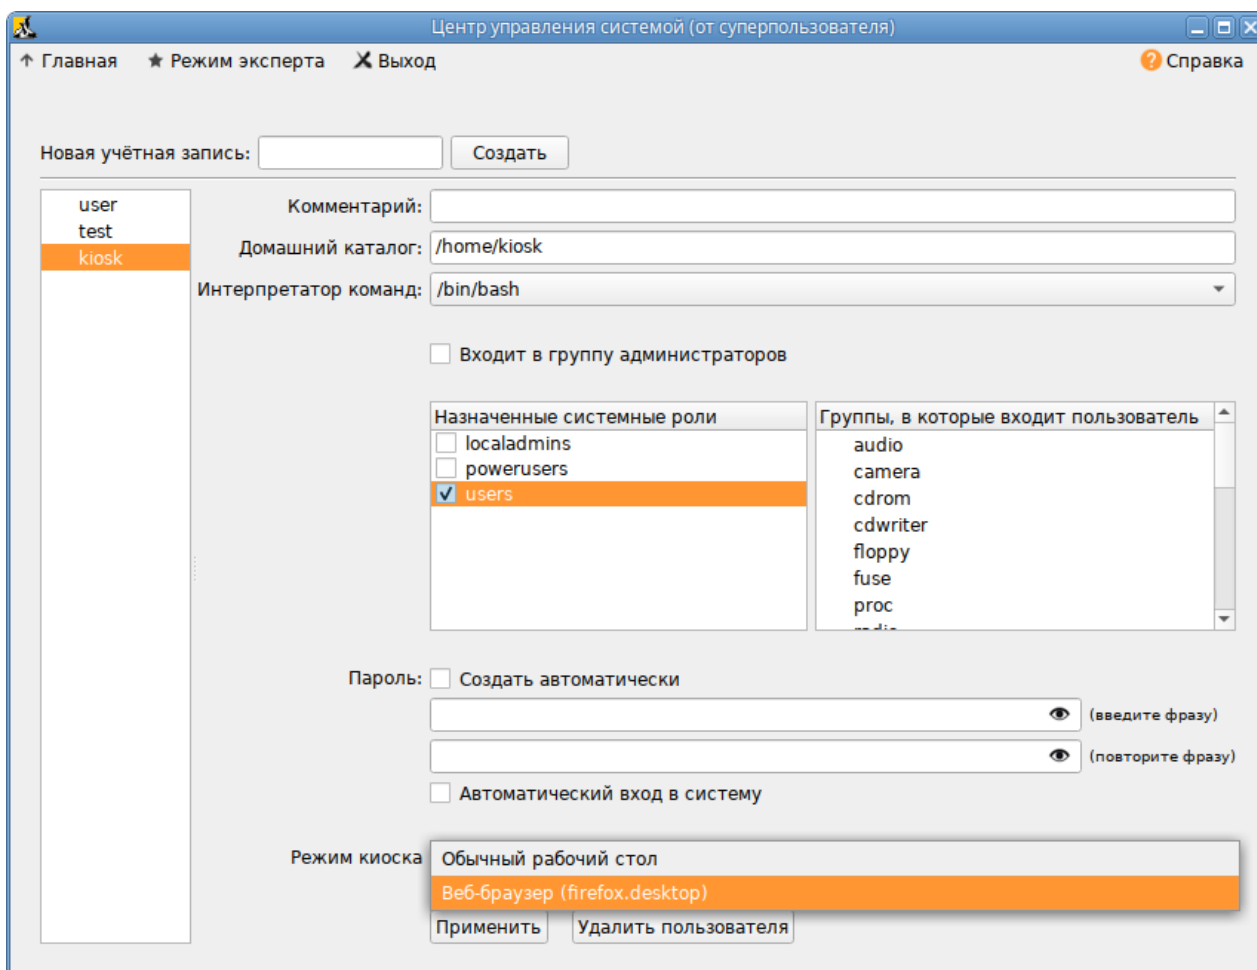 Центр управления системой (от суперпользователя)
Главная Режим эксперта Выход Справка
Новая учётная запись: Создать
user
test
kiosk
Комментарий:
Домашний каталог: /home/kiosk
Интерпретатор команд: /bin/bash
Входит в группу администраторов
Назначенные системные роли
localadmins
powerusers
users
Группы, в которые входит пользователь
audio
camera
cdrom
cdwriter
floppy
fuse
proc
Пароль: Создать автоматически
(введите фразу)
(повторите фразу)
Автоматический вход в систему
Режим киоска Обычный рабочий стол
Веб-браузер (firefox.desktop)
Применить Удалить пользователя